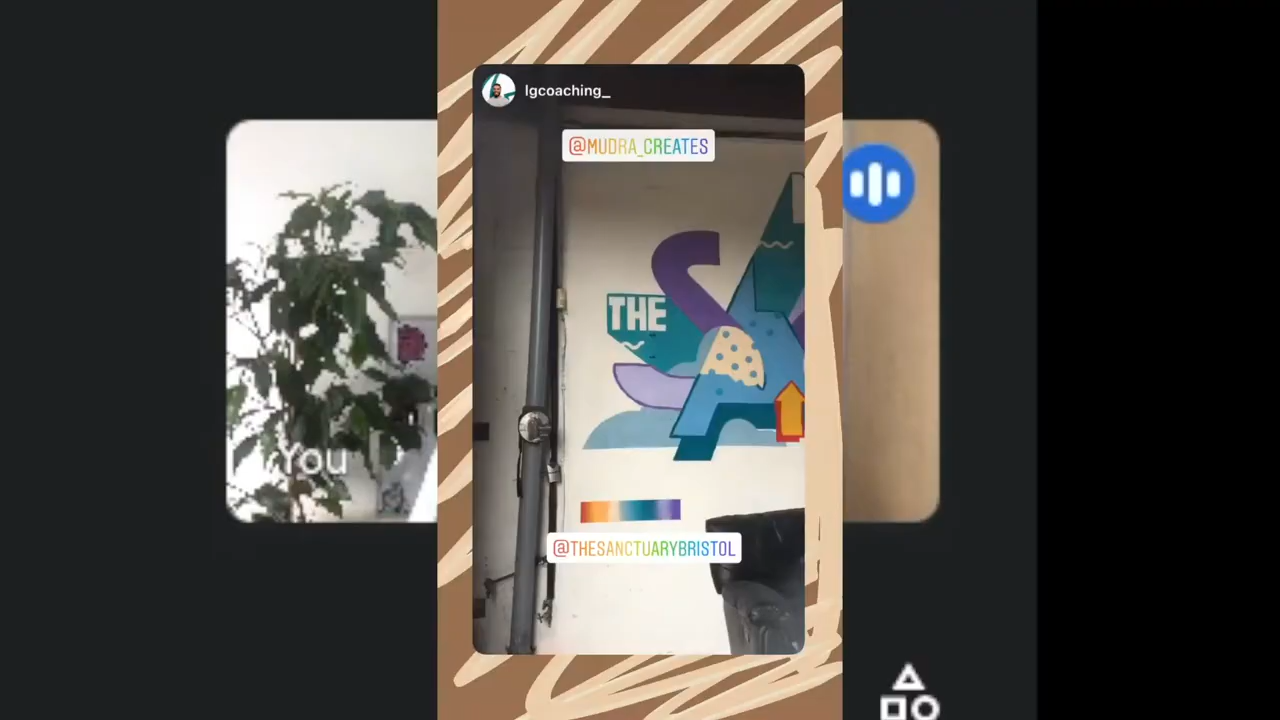 lgcoaching_
@MUDRA_CREATES
THE
@THESANCTUARYBRISTOL
You